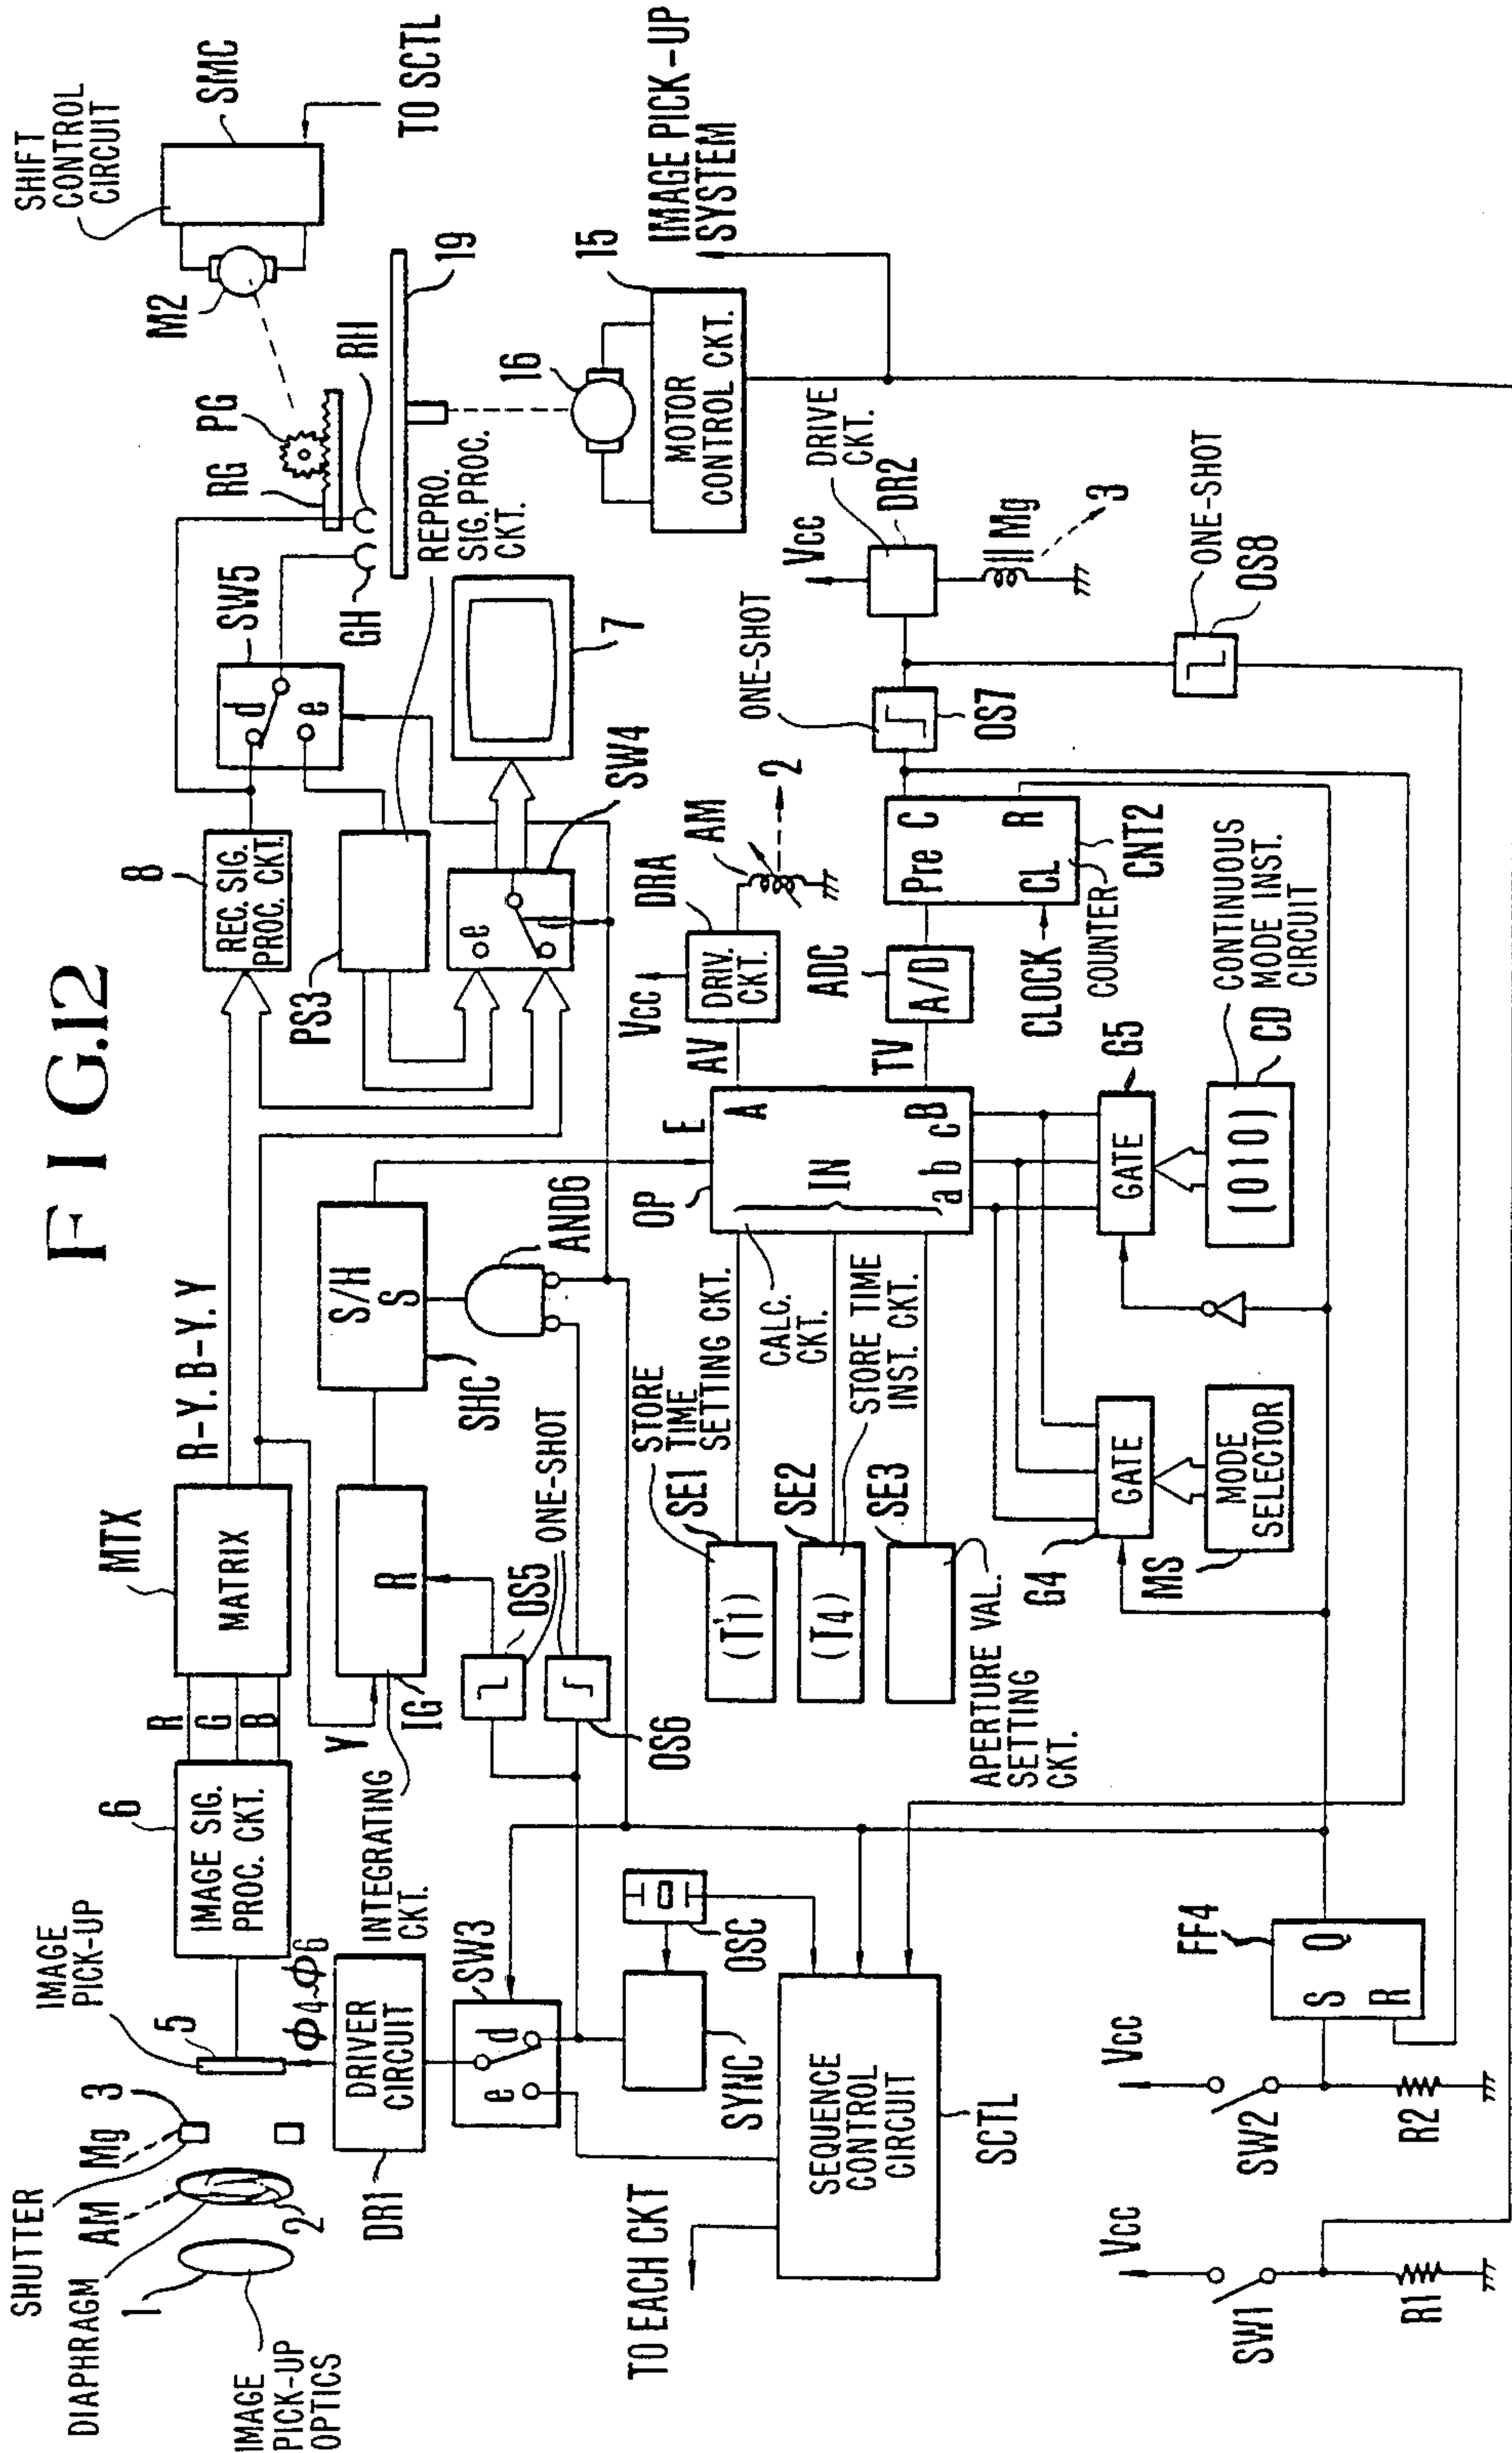 FIG.12
SHUTTER
DIAPHRAGM
AM
Mg
3
1
2
IMAGE
PICK-UP
OPTICS
IMAGE
PICK-UP
5
ϕ4~ϕ6
6
IMAGE SIG.
PROC. CKT.
R
G
B
MTX
MATRIX
R-Y.B-Y.Y
8
REC. SIG.
PROC. CKT.
PS3
REPRO.
SIG. PROC.
CKT.
SW5
d
e
GH
RH
RG
PG
M2
SHIFT
CONTROL
CIRCUIT
SMC
TO SCTL
19
16
15
MOTOR
CONTROL CKT.
IMAGE PICK-UP
SYSTEM
7
SW4
e
d
DRIVER
CIRCUIT
DR1
INTEGRATING
CKT.
Y
IG
R
S/H
S
SHC
AND6
OS5
ONE-SHOT
OS6
SW3
e
d
SYNC
OSC
SEQUENCE
CONTROL
CIRCUIT
SCTL
TO EACH CKT
STORE
TIME
SETTING CKT.
SE1
(T'1)
CALC.
CKT.
SE2
(T4)
STORE TIME
INST. CKT.
SE3
APERTURE VAL.
SETTING
CKT.
OP
E
A
IN
B
a
b
c
AV
TV
Vcc
DRIV.
CKT.
DRA
AM
2
ADC
A/D
CLOCK
Pre
C
CL
R
COUNTER
CNT2
ONE-SHOT
OS7
Vcc
DRIVE
CKT.
DR2
Mg
3
ONE-SHOT
OS8
G4
GATE
MS
MODE
SELECTOR
G5
GATE
(010)
CD
CONTINUOUS
MODE INST.
CIRCUIT
FF4
S
Q
R
Vcc
SW1
R1
Vcc
SW2
R2